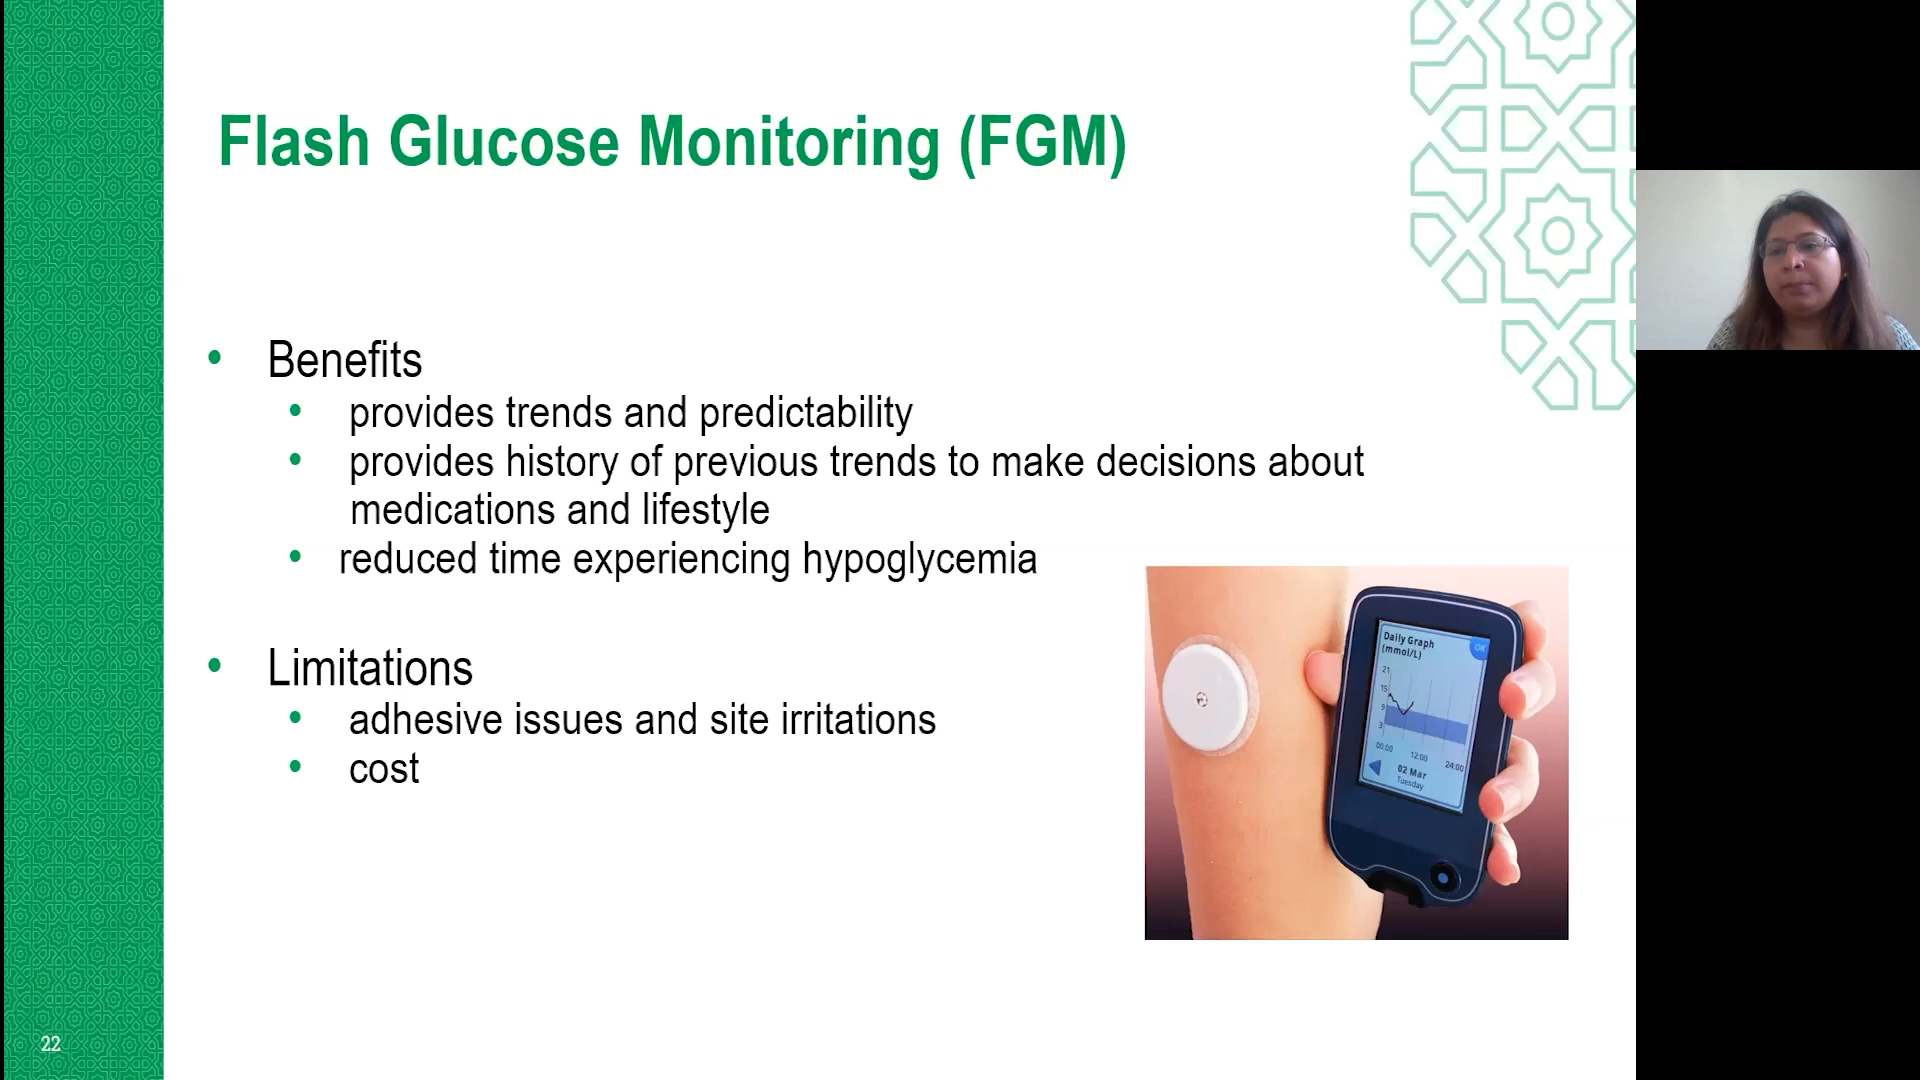 Flash Glucose Monitoring (FGM)
• Benefits
• provides trends and predictability
• provides history of previous trends to make decisions about
medications and lifestyle
• reduced time experiencing hypoglycemia
• Limitations
• adhesive issues and site irritations
• cost
Daily Graph
(mmol/L)
OK
21
15
9
3
00:00 12:00 24:00
02 Mar
Tuesday
22